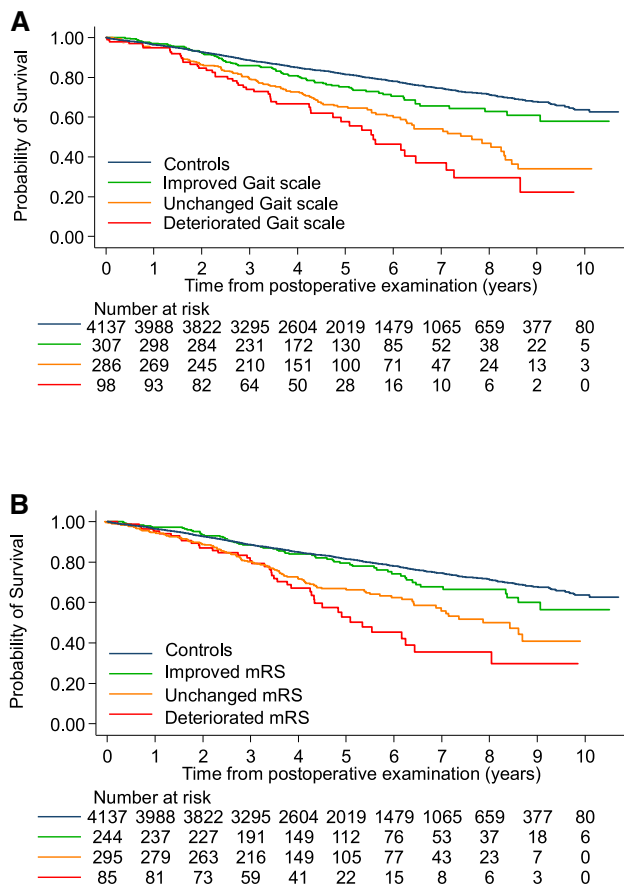 A
Probability of Survival
1.00
0.80
0.60
0.40
0.20
0.00
Controls
Improved Gait scale
Unchanged Gait scale
Deteriorated Gait scale
0 1 2 3 4 5 6 7 8 9 10
Time from postoperative examination (years)
Number at risk
4137 3988 3822 3295 2604 2019 1479 1065 659 377 80
307 298 284 231 172 130 85 52 38 22 5
286 269 245 210 151 100 71 47 24 13 3
98 93 82 64 50 28 16 10 6 2 0
B
Probability of Survival
1.00
0.80
0.60
0.40
0.20
0.00
Controls
Improved mRS
Unchanged mRS
Deteriorated mRS
0 1 2 3 4 5 6 7 8 9 10
Time from postoperative examination (years)
Number at risk
4137 3988 3822 3295 2604 2019 1479 1065 659 377 80
244 237 227 191 149 112 76 53 37 18 6
295 279 263 216 149 105 77 43 23 7 0
85 81 73 59 41 22 15 8 6 3 0